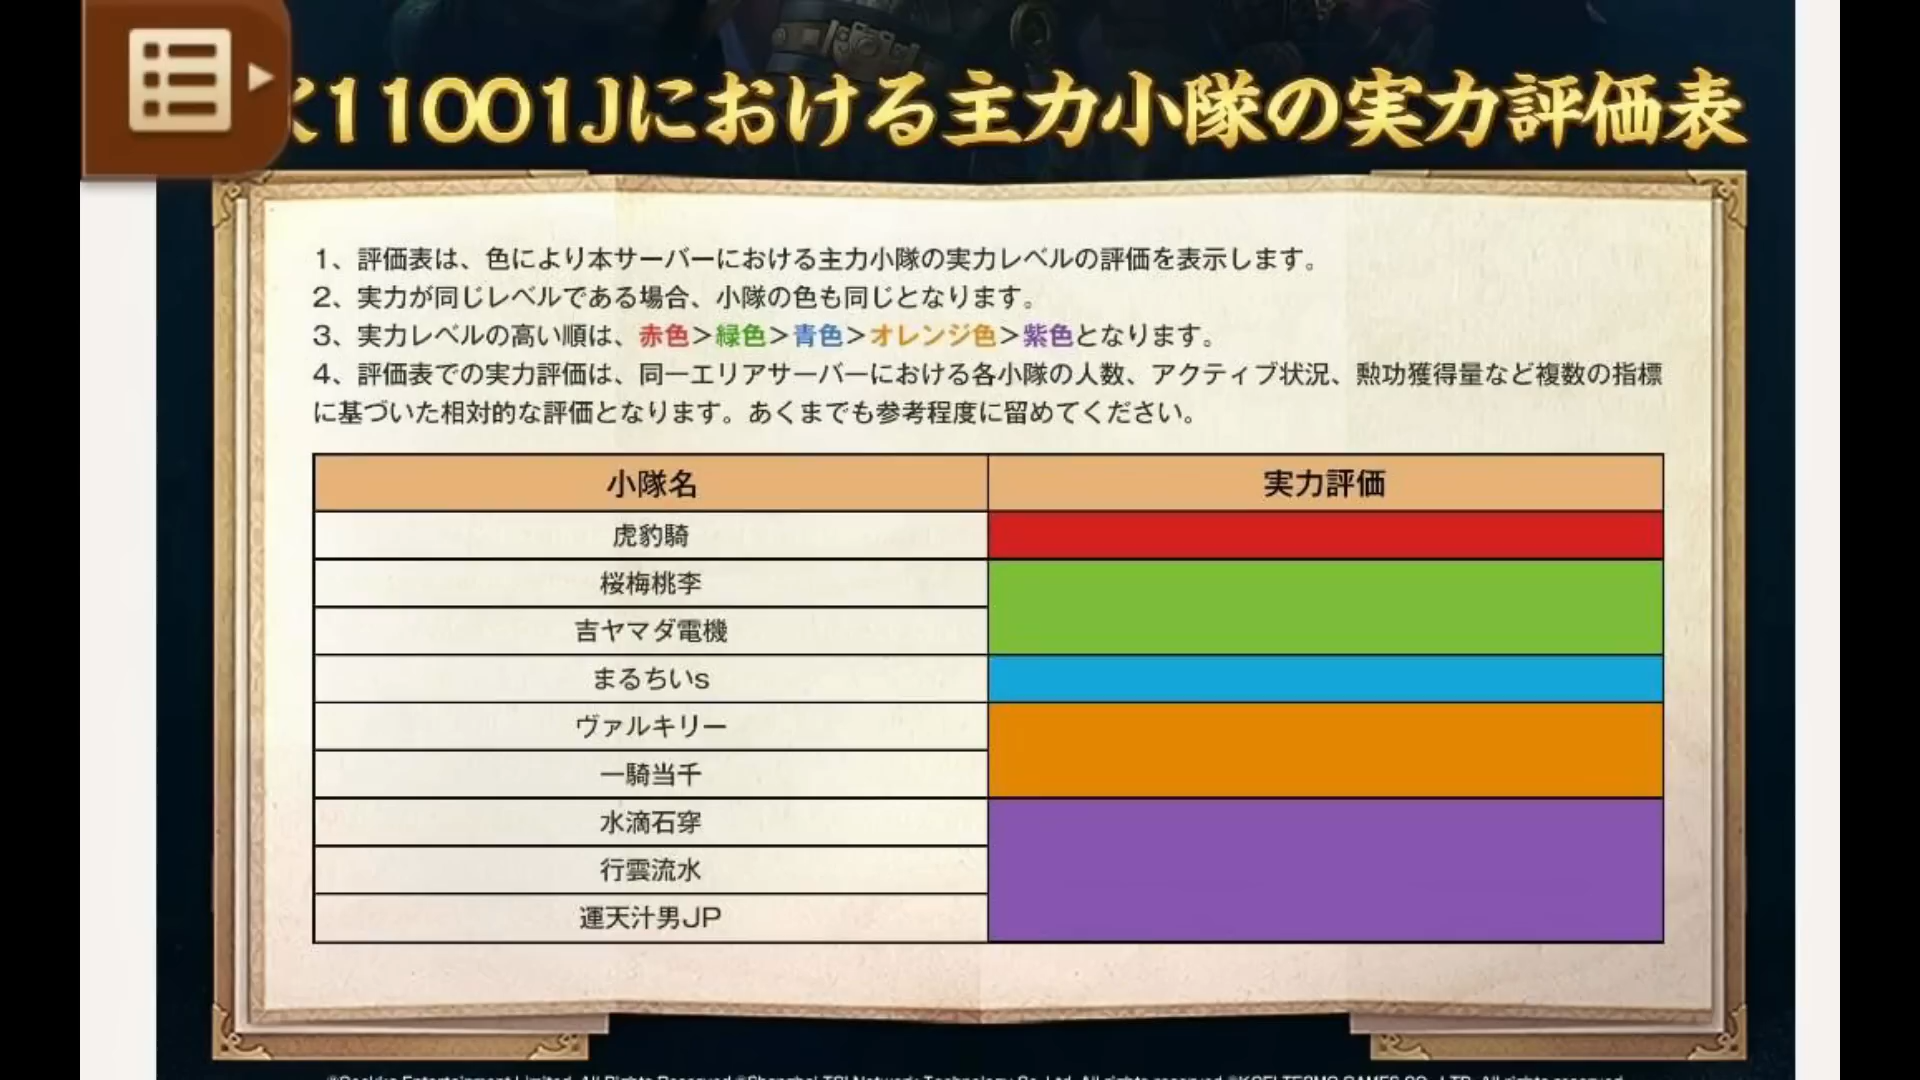 K11001Jにおける主力小隊の実力評価表
1、評価表は、色により本サーバーにおける主力小隊の実力レベルの評価を表示します。
2、実力が同じレベルである場合、小隊の色も同じとなります。
3、実力レベルの高い順は、赤色>緑色>青色>オレンジ色>紫色となります。
4、評価表での実力評価は、同一エリアサーバーにおける各小隊の人数、アクティブ状況、勲功獲得量など複数の指標
に基づいた相対的な評価となります。あくまでも参考程度に留めてください。
小隊名 実力評価
虎豹騎
桜梅桃李
吉ヤマダ電機
まるちいs
ヴァルキリー
一騎当千
水滴石穿
行雲流水
運天汁男JP